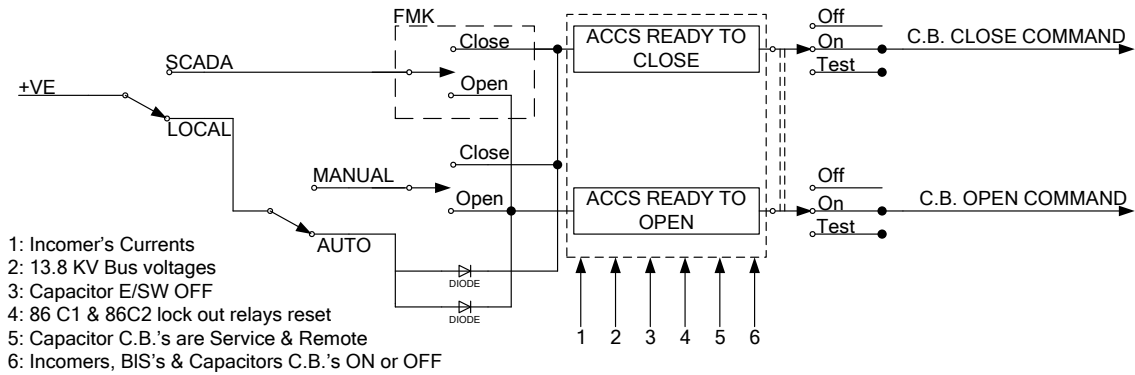 FMK
Close
Open
SCADA
+VE
LOCAL
Close
MANUAL
Open
AUTO
DIODE
DIODE
ACCS READY TO
CLOSE
ACCS READY TO
OPEN
Off
On
Test
C.B. CLOSE COMMAND
Off
On
Test
C.B. OPEN COMMAND
1 2 3 4 5 6
1: Incomer's Currents
2: 13.8 KV Bus voltages
3: Capacitor E/SW OFF
4: 86 C1 & 86C2 lock out relays reset
5: Capacitor C.B.'s are Service & Remote
6: Incomers, BIS's & Capacitors C.B.'s ON or OFF